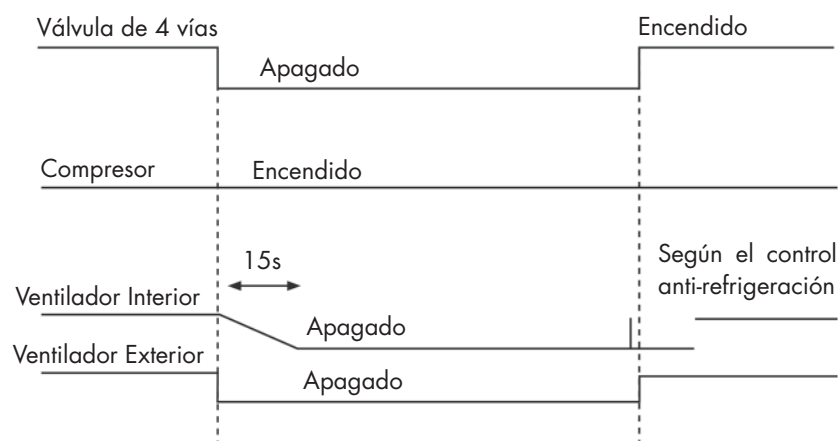 Válvula de 4 vías
Encendido
Apagado
Compresor
Encendido
15s
Según el control
anti-refrigeración
Ventilador Interior
Apagado
Ventilador Exterior
Apagado